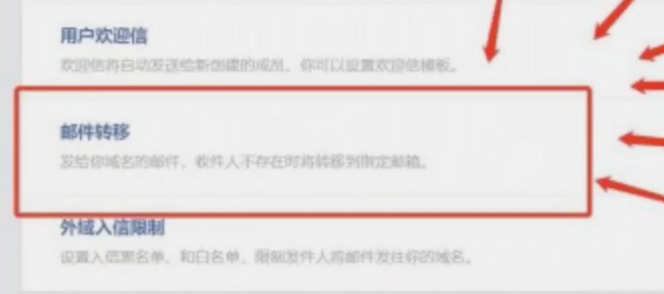 用户欢迎信
欢迎信将自动发送给新创建的成员，你可以设置欢迎信模板。
邮件转移
发给你域名的邮件，收件人不存在时将转移到指定邮箱。
外域入信限制
设置入信黑名单、和白名单，限制发件人将邮件发往你的域名。